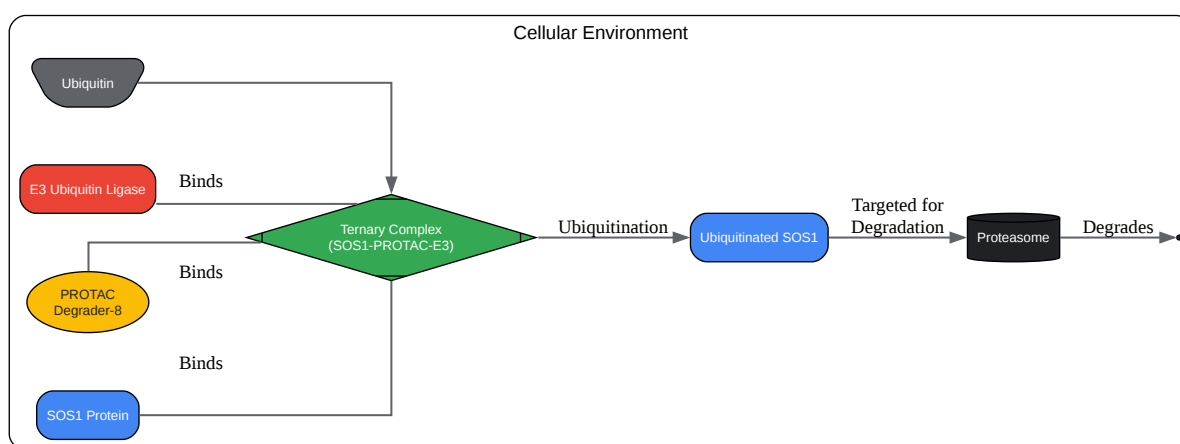 Cellular Environment
Ubiquitin
E3 Ubiquitin Ligase
Binds
PROTAC
Degrader-8
Binds
Binds
SOS1 Protein
Ternary Complex
(SOS1-PROTAC-E3)
Ubiquitination
Ubiquitinated SOS1
Targeted for
Degradation
Proteasome
Degrades